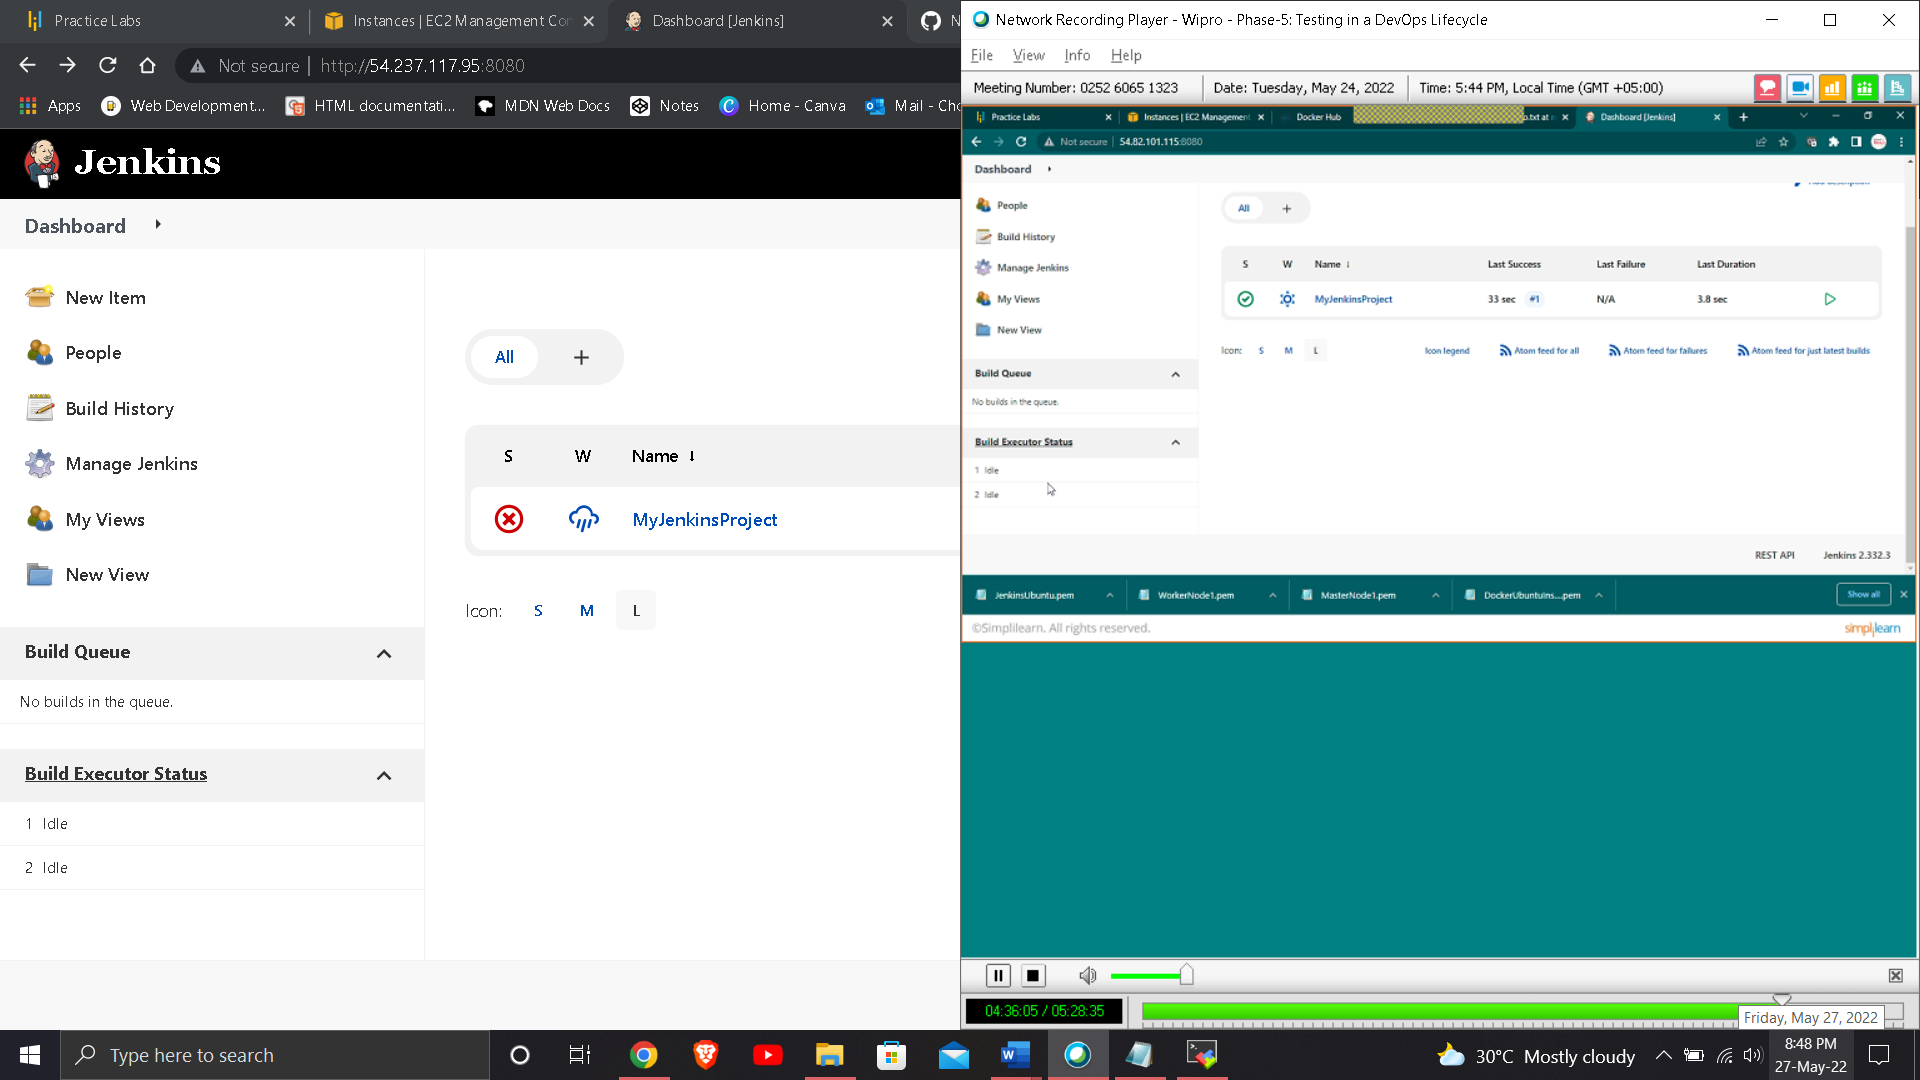 Practice Labs
Instances | EC2 Management Con
Dashboard [Jenkins]
N
Not secure | http://54.237.117.95:8080
Apps
Web Development...
HTML documentati...
MDN Web Docs
Notes
Home - Canva
Mail - Cho
Jenkins
Dashboard
New Item
People
Build History
Manage Jenkins
My Views
New View
All +
S W Name ↓
MyJenkinsProject
Icon: S M L
Build Queue
No builds in the queue.
Build Executor Status
1 Idle
2 Idle
Network Recording Player - Wipro - Phase-5: Testing in a DevOps Lifecycle
File View Info Help
Meeting Number: 0252 6065 1323
Date: Tuesday, May 24, 2022
Time: 5:44 PM, Local Time (GMT +05:00)
Practice Labs
Instances | EC2 Management
Docker Hub
o.txt at
Dashboard [Jenkins]
Not secure | 54.82.101.115:8080
Dashboard
People
Build History
Manage Jenkins
My Views
New View
All +
S W Name ↓ Last Success Last Failure Last Duration
MyJenkinsProject 33 sec #1 N/A 3.8 sec
Icon: S M L
Icon legend
Atom feed for all
Atom feed for failures
Atom feed for just latest builds
Build Queue
No builds in the queue.
Build Executor Status
1 Idle
2 Idle
REST API Jenkins 2.332.3
JenkinsUbuntu.pem
WorkerNode1.pem
MasterNode1.pem
DockerUbuntuIns....pem
Show all
©Simplilearn. All rights reserved.
simplilearn
04:36:05 / 05:28:35
Friday, May 27, 2022
Type here to search
30°C Mostly cloudy
8:48 PM
27-May-22